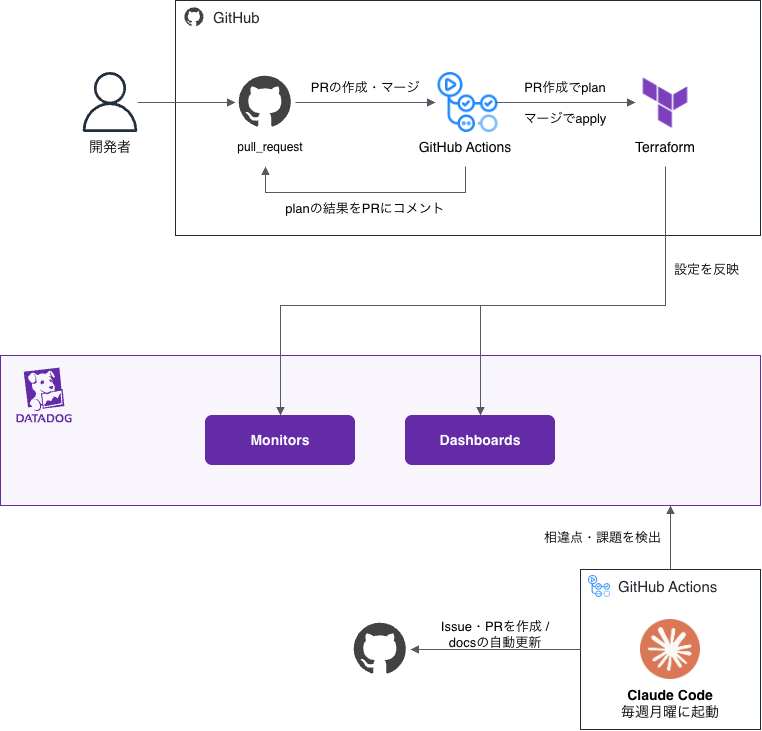 GitHub
PRの作成・マージ
PR作成でplan
マージでapply
開発者
pull_request
GitHub Actions
Terraform
planの結果をPRにコメント
設定を反映
DATADOG
Monitors
Dashboards
相違点・課題を検出
GitHub Actions
Issue・PRを作成 /
docsの自動更新
Claude Code
毎週月曜に起動